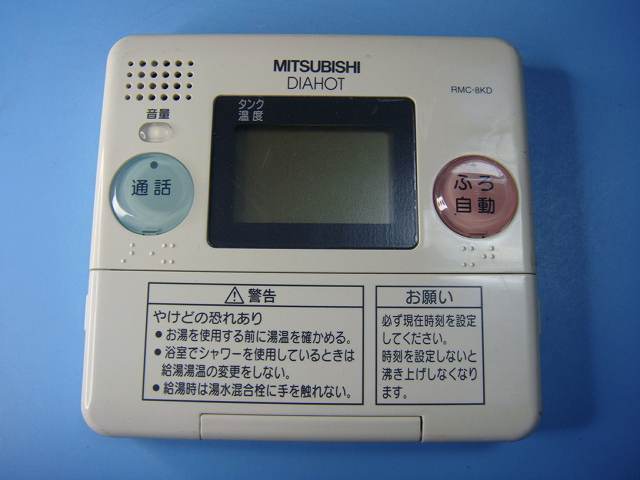 MITSUBISHI
DIAHOT
RMC-8KD
音量
タンク
温度
通話
ふろ
自動
警告
やけどの恐れあり
●お湯を使用する前に湯温を確かめる。
●浴室でシャワーを使用しているときは
給湯湯温の変更をしない。
●給湯時は湯水混合栓に手を触れない。
お願い
必ず現在時刻を設定
してください。
時刻を設定しないと
沸き上げしなくなり
ます。